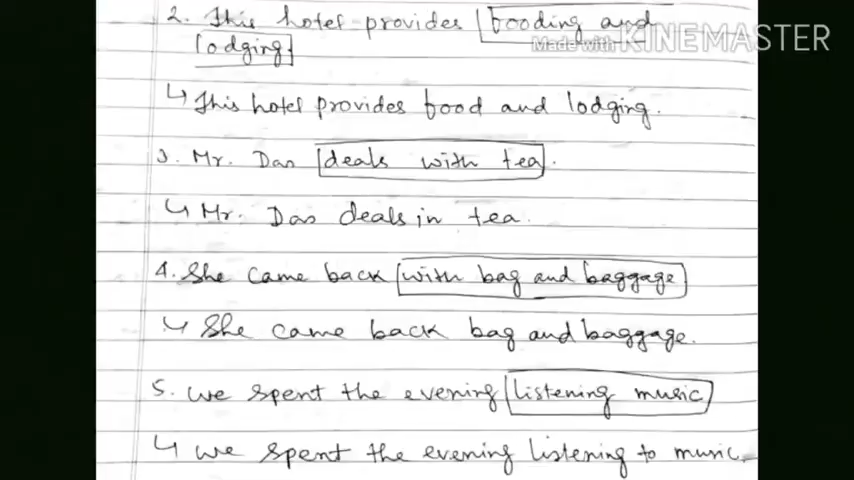 2. This hotel provides fooding and
Made with KINEMASTER
lodging.
↳ This hotel provides food and lodging.
3. Mr. Das deals with tea.
↳ Mr. Das deals in tea.
4. She came back with bag and baggage
↳ She came back bag and baggage.
5. We spent the evening listening music
↳ We spent the evening listening to music.